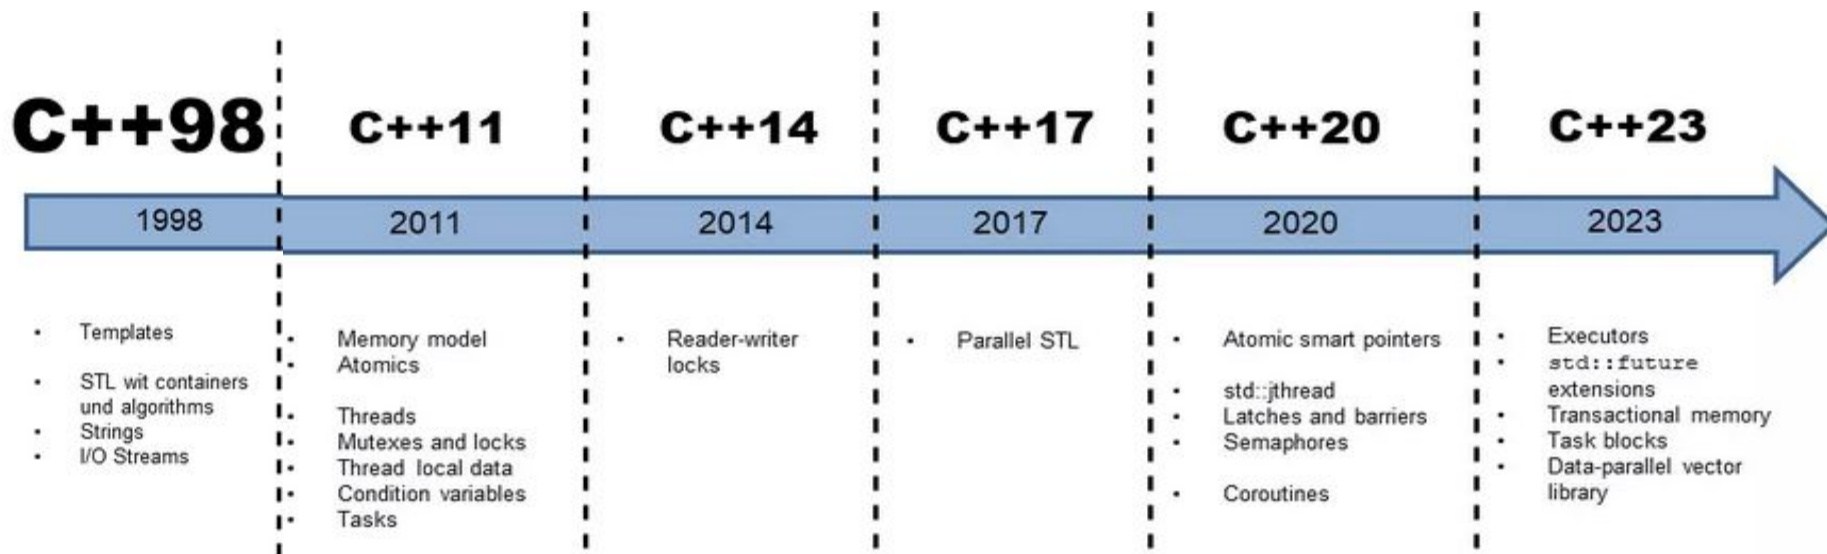 C++98
C++11
C++14
C++17
C++20
C++23
1998
2011
2014
2017
2020
2023
• Templates
• STL wit containers
und algorithms
• Strings
• I/O Streams
• Memory model
• Atomics
• Threads
• Mutexes and locks
• Thread local data
• Condition variables
• Tasks
• Reader-writer
locks
• Parallel STL
• Atomic smart pointers
• std::jthread
• Latches and barriers
• Semaphores
• Coroutines
• Executors
• std::future
extensions
• Transactional memory
• Task blocks
• Data-parallel vector
library